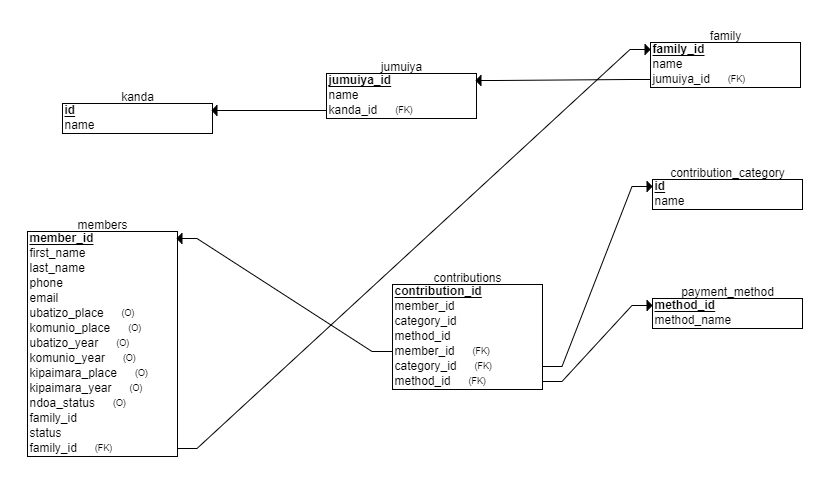 family
family_id
name
jumuiya_id (FK)
jumuiya
jumuiya_id
name
kanda_id (FK)
kanda
id
name
contribution_category
id
name
members
member_id
first_name
last_name
phone
email
ubatizo_place (O)
komunio_place (O)
ubatizo_year (O)
komunio_year (O)
kipaimara_place (O)
kipaimara_year (O)
ndoa_status (O)
family_id
status
family_id (FK)
contributions
contribution_id
member_id
category_id
method_id
member_id (FK)
category_id (FK)
method_id (FK)
payment_method
method_id
method_name